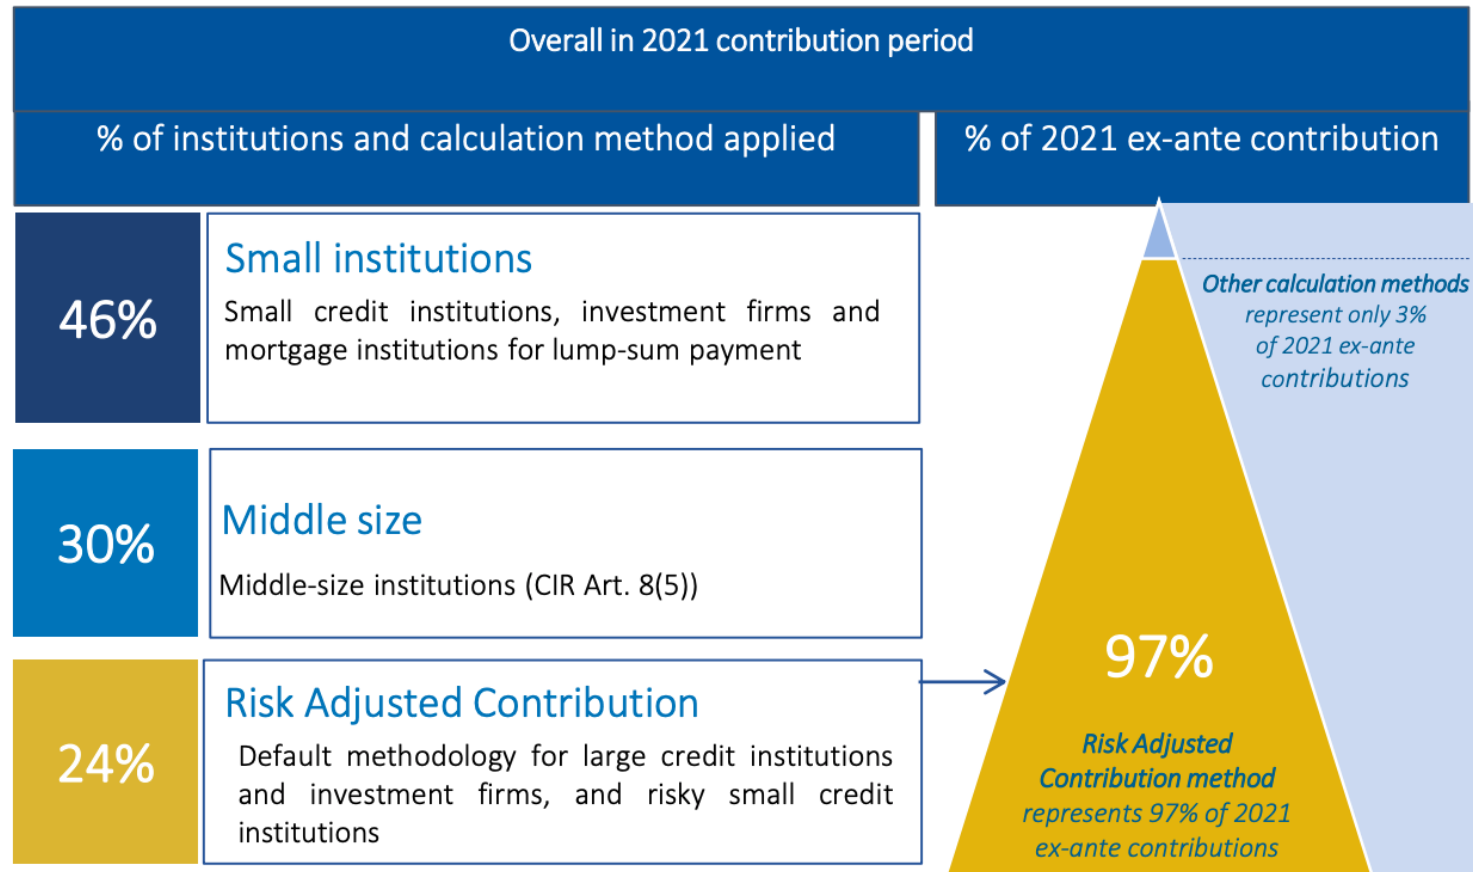 Overall in 2021 contribution period
% of institutions and calculation method applied
% of 2021 ex-ante contribution
46%
Small institutions
Small credit institutions, investment firms and
mortgage institutions for lump-sum payment
30%
Middle size
Middle-size institutions (CIR Art. 8(5))
24%
Risk Adjusted Contribution
Default methodology for large credit institutions
and investment firms, and risky small credit
institutions
Other calculation methods
represent only 3%
of 2021 ex-ante
contributions
97%
Risk Adjusted
Contribution method
represents 97% of 2021
ex-ante contributions